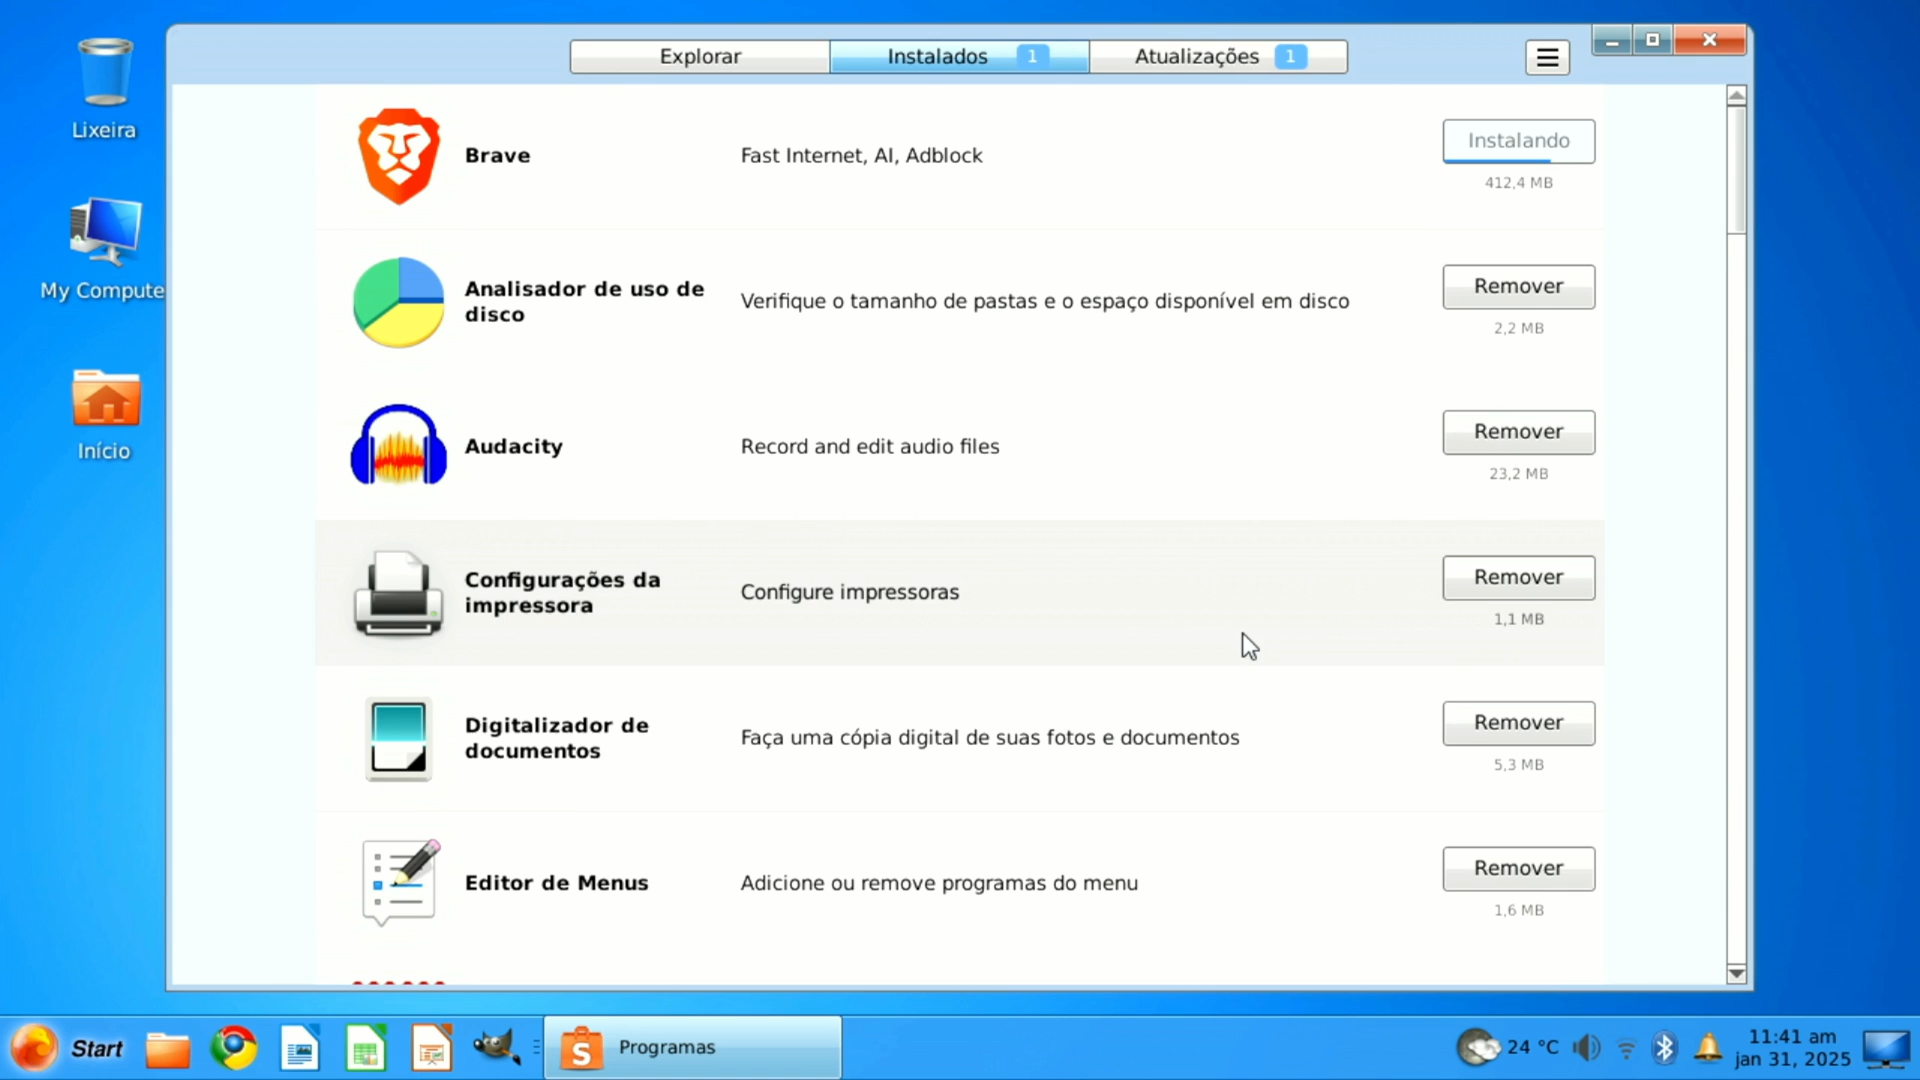 Lixeira
My Compute
Início
Explorar
Instalados 1
Atualizações 1
Brave
Fast Internet, AI, Adblock
Instalando
412,4 MB
Analisador de uso de
disco
Verifique o tamanho de pastas e o espaço disponível em disco
Remover
2,2 MB
Audacity
Record and edit audio files
Remover
23,2 MB
Configurações da
impressora
Configure impressoras
Remover
1,1 MB
Digitalizador de
documentos
Faça uma cópia digital de suas fotos e documentos
Remover
5,3 MB
Editor de Menus
Adicione ou remove programas do menu
Remover
1,6 MB
Start
S
Programas
24 °C
11:41 am
jan 31, 2025